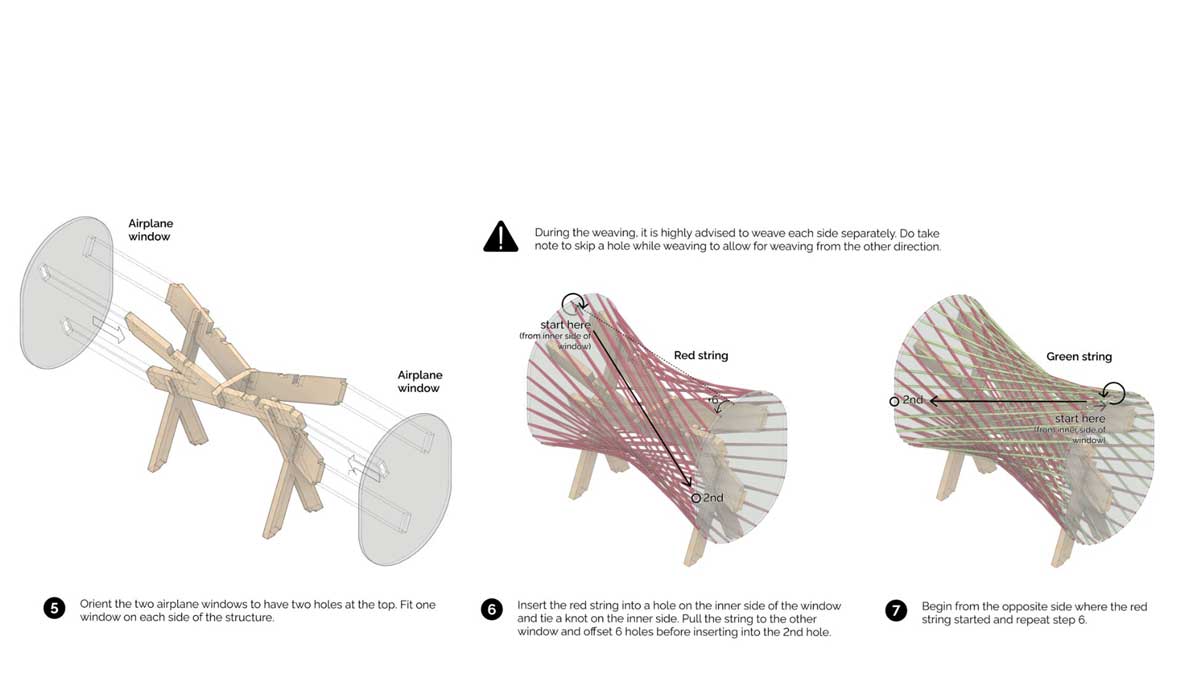 Airplane
window
Airplane
window
5 Orient the two airplane windows to have two holes at the top. Fit one
window on each side of the structure.
During the weaving, it is highly advised to weave each side separately. Do take
note to skip a hole while weaving to allow for weaving from the other direction.
start here
(from inner side of
window)
Red string
+6
2nd
6 Insert the red string into a hole on the inner side of the window
and tie a knot on the inner side. Pull the string to the other
window and offset 6 holes before inserting into the 2nd hole.
Green string
2nd
start here
(from inner side of
window)
7 Begin from the opposite side where the red
string started and repeat step 6.